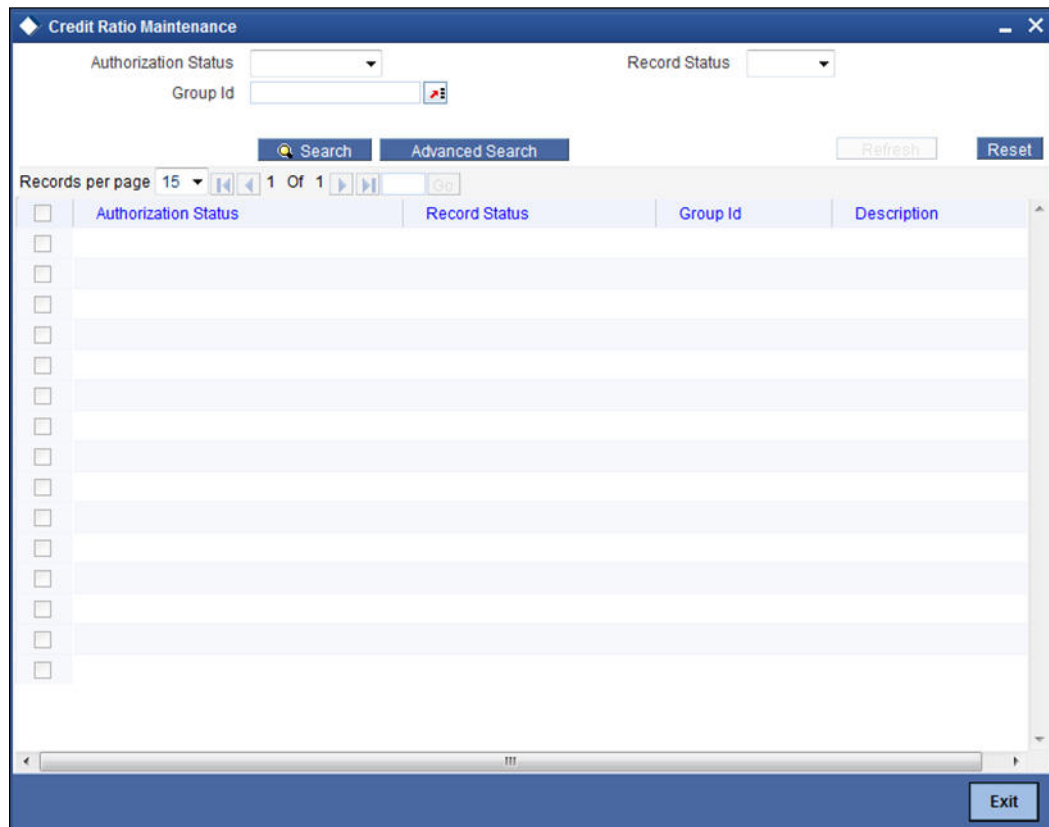 Credit Ratio Maintenance
Authorization Status Record Status
Group Id
Search Advanced Search Refresh Reset
Records per page 15 1 Of 1 Go
Authorization Status Record Status Group Id Description
Exit